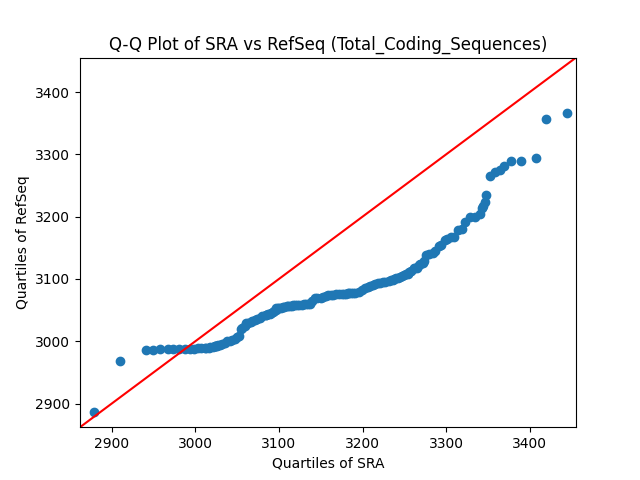 Q-Q Plot of SRA vs RefSeq (Total_Coding_Sequences)
3400
3300
3200
3100
3000
2900
Quartiles of RefSeq
2900 3000 3100 3200 3300 3400
Quartiles of SRA